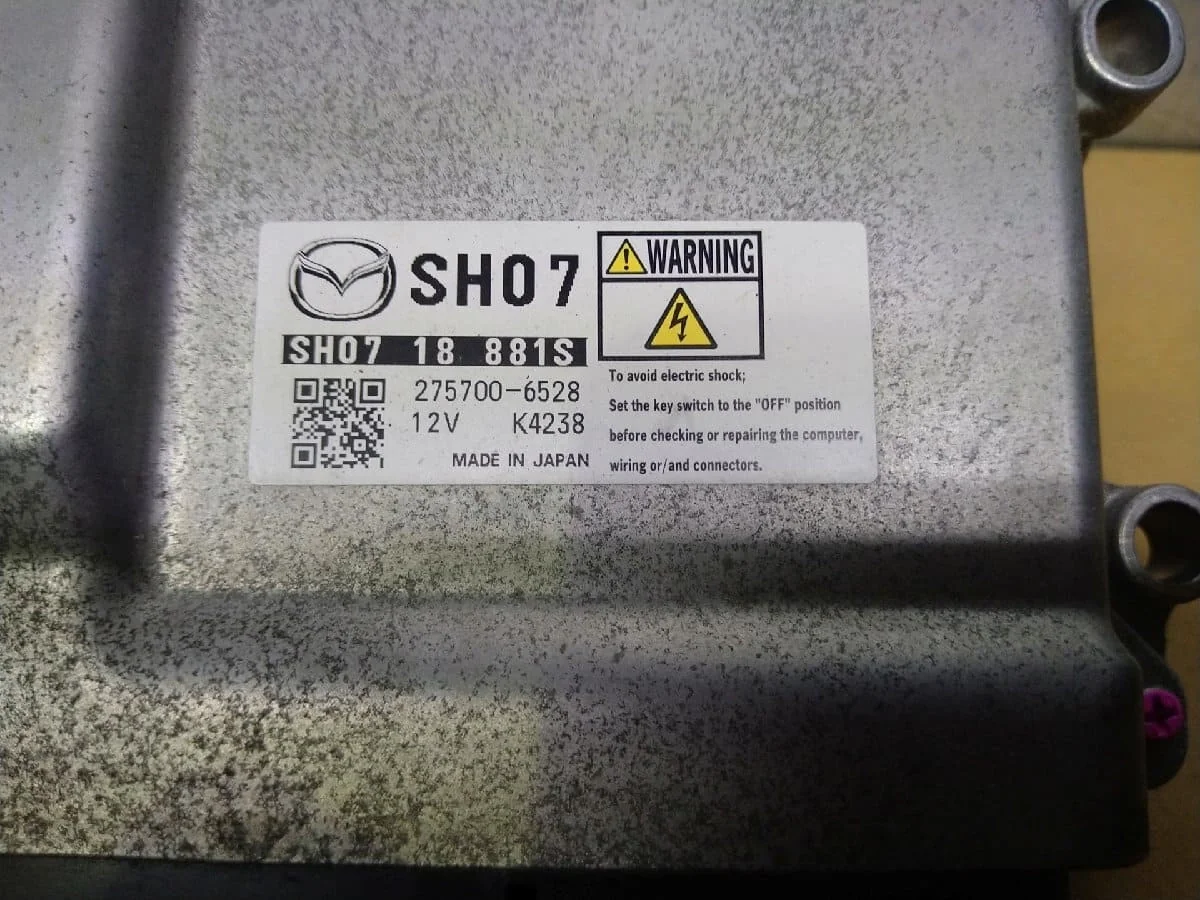 SH07
SH07 18 881S
275700-6528
12V K4238
MADE IN JAPAN
WARNING
To avoid electric shock;
Set the key switch to the "OFF" position
before checking or repairing the computer,
wiring or/and connectors.